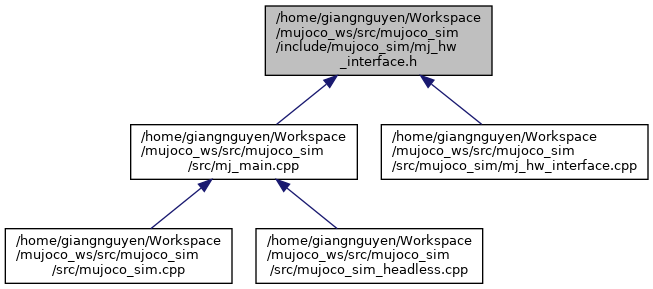 /home/giangnguyen/Workspace
/mujoco_ws/src/mujoco_sim
/include/mujoco_sim/mj_hw
_interface.h
/home/giangnguyen/Workspace
/mujoco_ws/src/mujoco_sim
/src/mj_main.cpp
/home/giangnguyen/Workspace
/mujoco_ws/src/mujoco_sim
/src/mujoco_sim/mj_hw_interface.cpp
/home/giangnguyen/Workspace
/mujoco_ws/src/mujoco_sim
/src/mujoco_sim.cpp
/home/giangnguyen/Workspace
/mujoco_ws/src/mujoco_sim
/src/mujoco_sim_headless.cpp